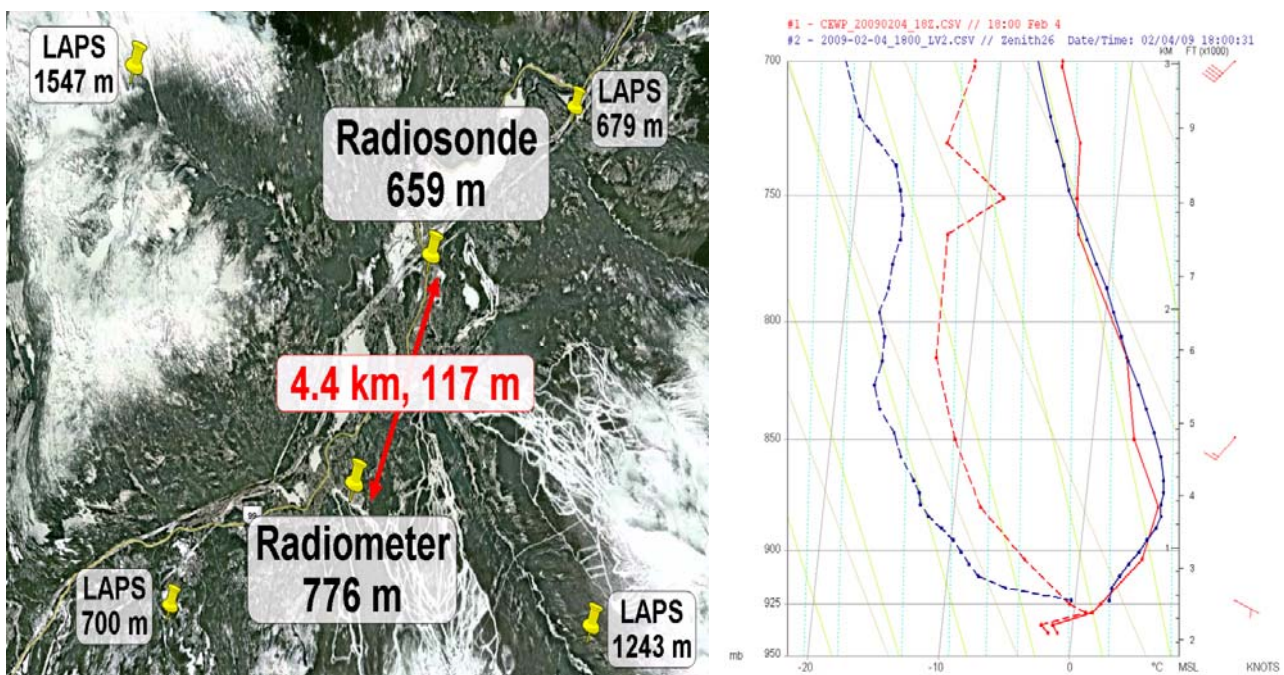 LAPS
1547 m
LAPS
679 m
Radiosonde
659 m
4.4 km, 117 m
99
Radiometer
776 m
LAPS
700 m
LAPS
1243 m
#1 - CEWP_20090204_18Z.CSV // 18:00 Feb 4
#2 - 2009-02-04_1800_LV2.CSV // Zenith26 Date/Time: 02/04/09 18:00:31
KM FT (x1000)
700
3
9
750
8
7
2
800
6
5
850
4
900
1
3
925
2
mb
950
-20
-10
0
°C
MSL
KNOTS